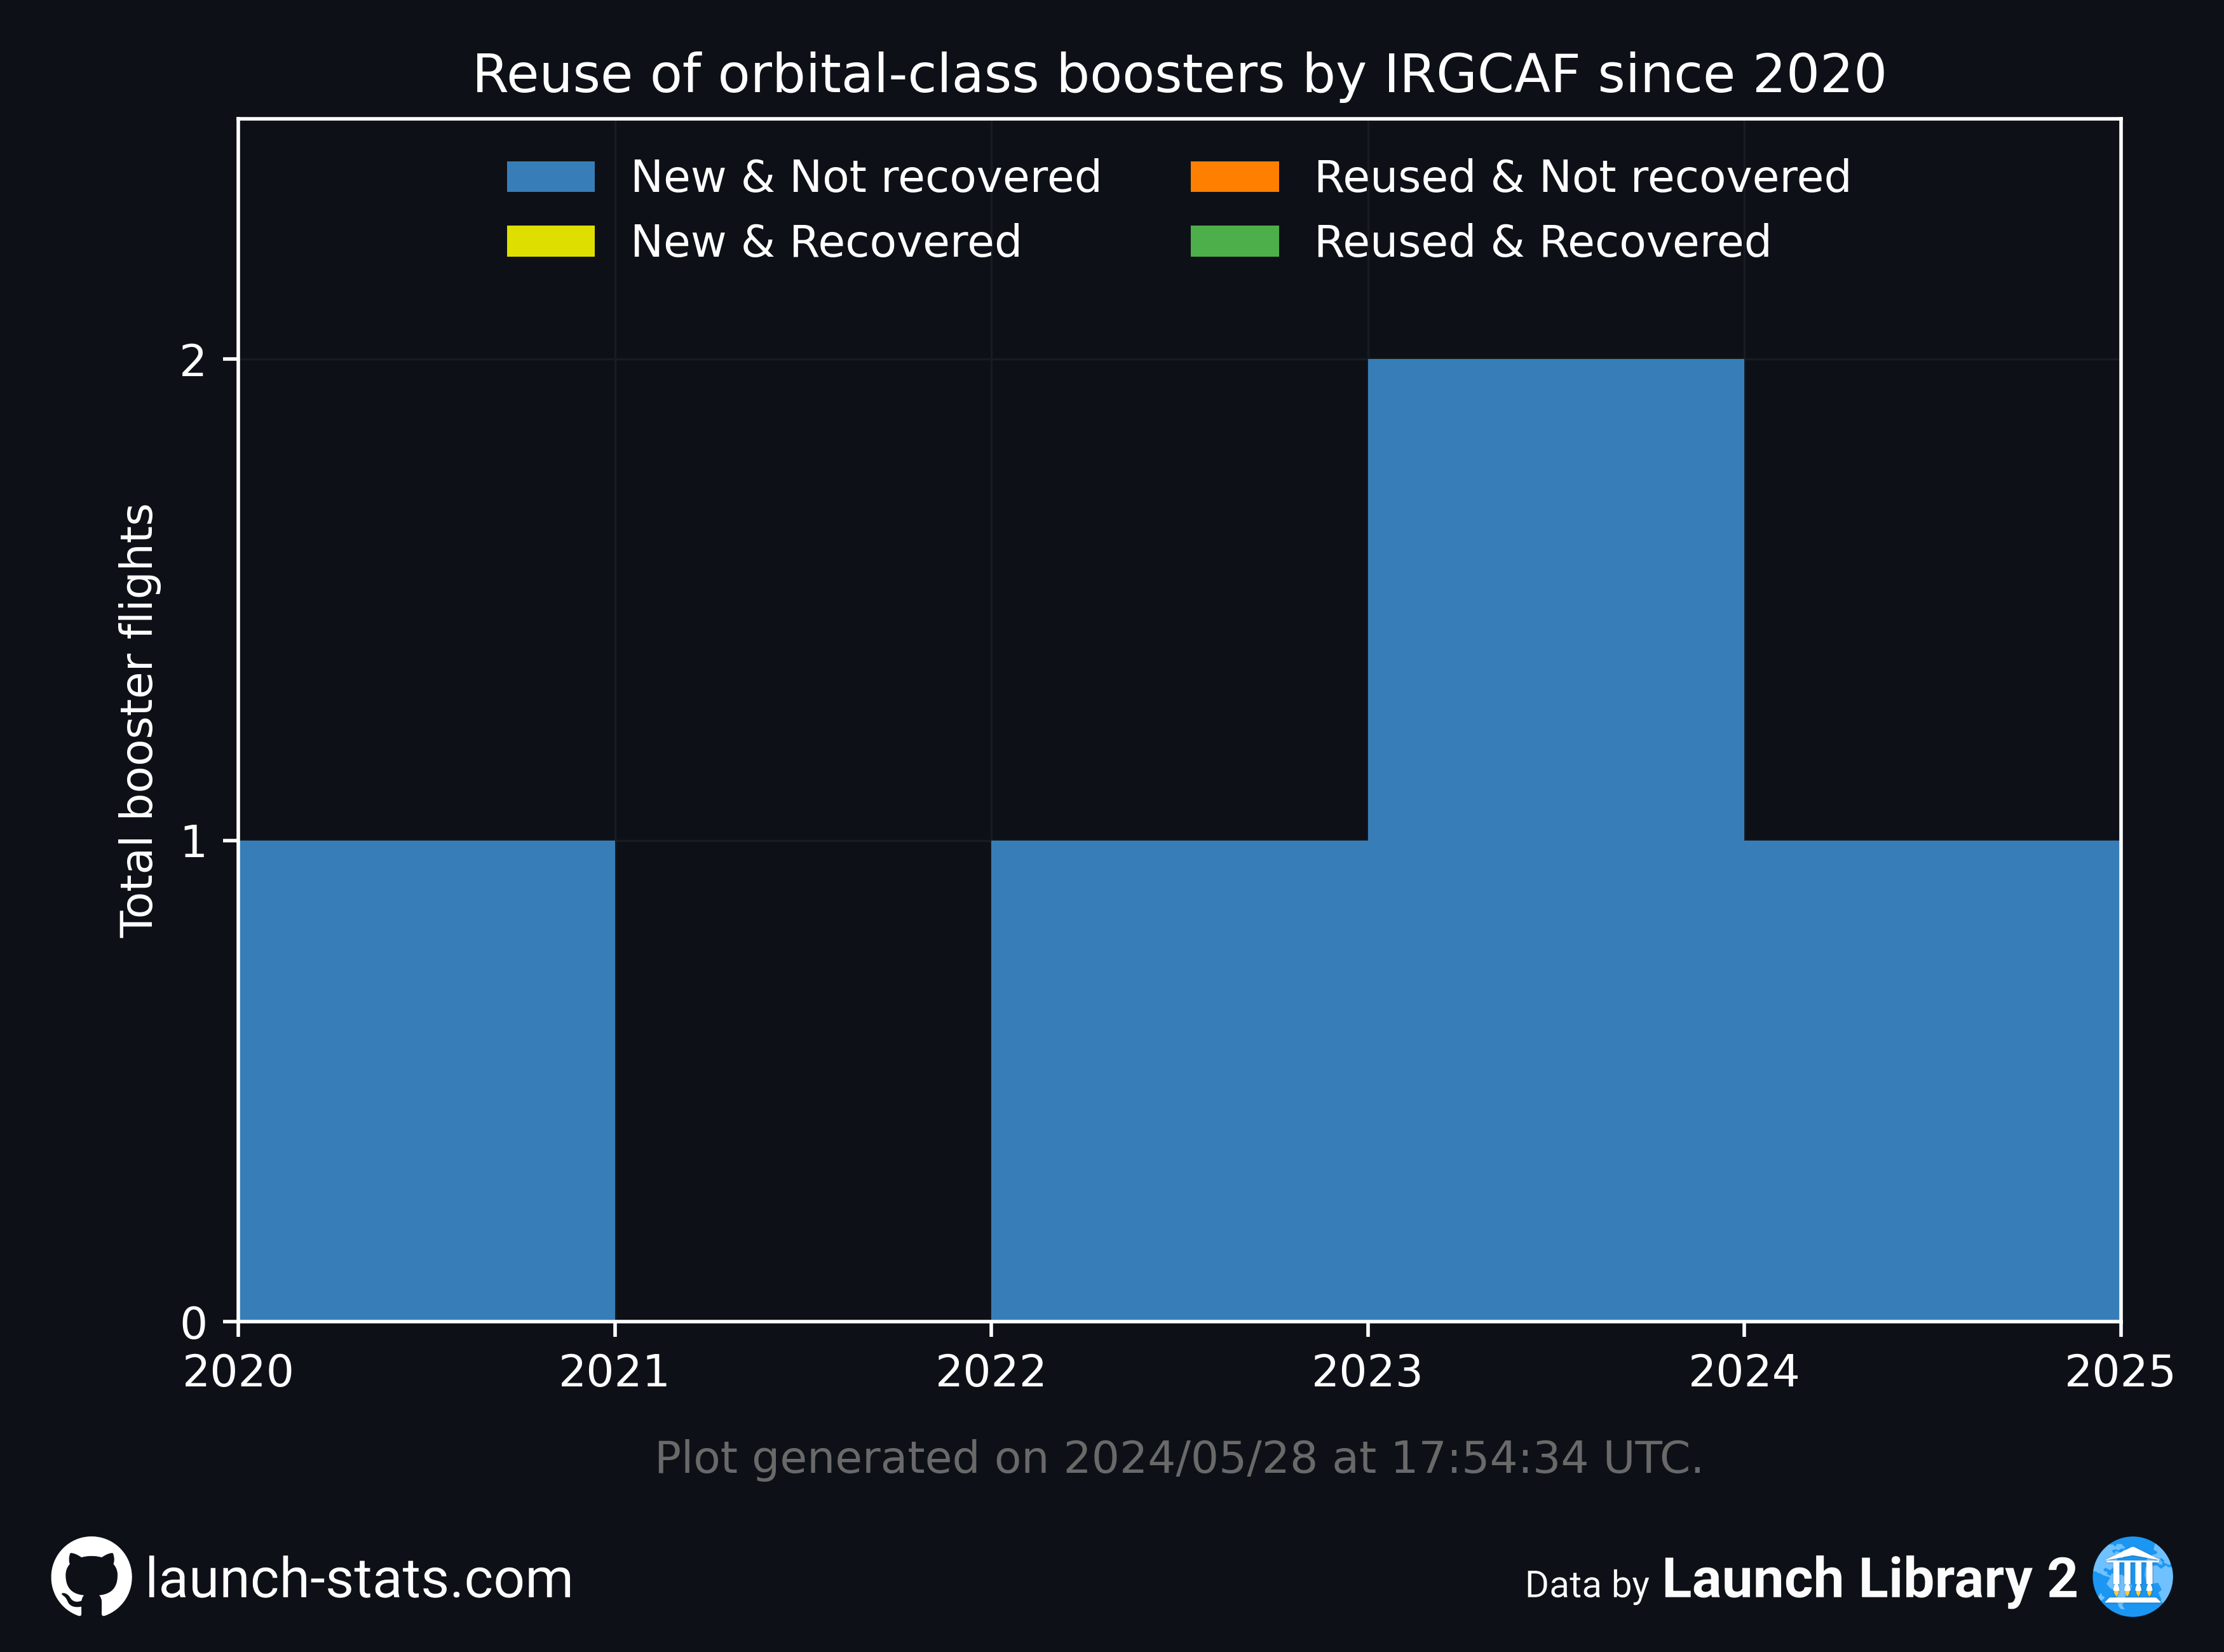 Reuse of orbital-class boosters by IRGCAF since 2020
New & Not recovered
New & Recovered
Reused & Not recovered
Reused & Recovered
Total booster flights
2
1
0
2020 2021 2022 2023 2024 2025
Plot generated on 2024/05/28 at 17:54:34 UTC.
launch-stats.com
Data by Launch Library 2